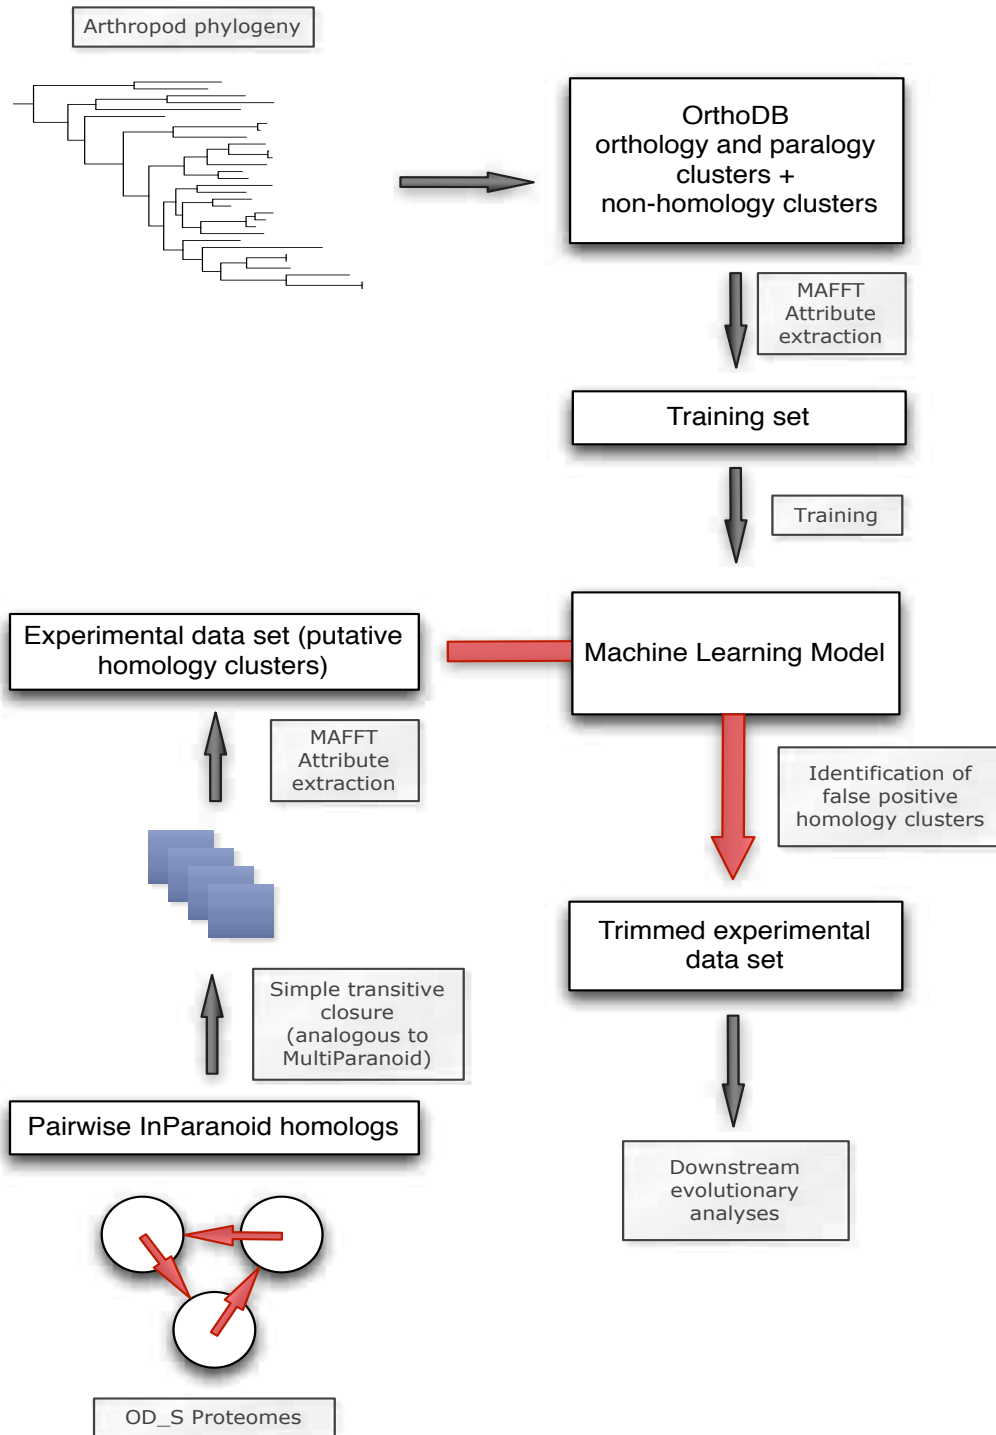 Arthropod phylogeny
OrthoDB
orthology and paralogy
clusters +
non-homology clusters
MAFFT
Attribute
extraction
Training set
Training
Machine Learning Model
Experimental data set (putative
homology clusters)
MAFFT
Attribute
extraction
Identification of
false positive
homology clusters
Trimmed experimental
data set
Simple transitive
closure
(analogous to
MultiParanoid)
Pairwise InParanoid homologs
Downstream
evolutionary
analyses
OD_S Proteomes